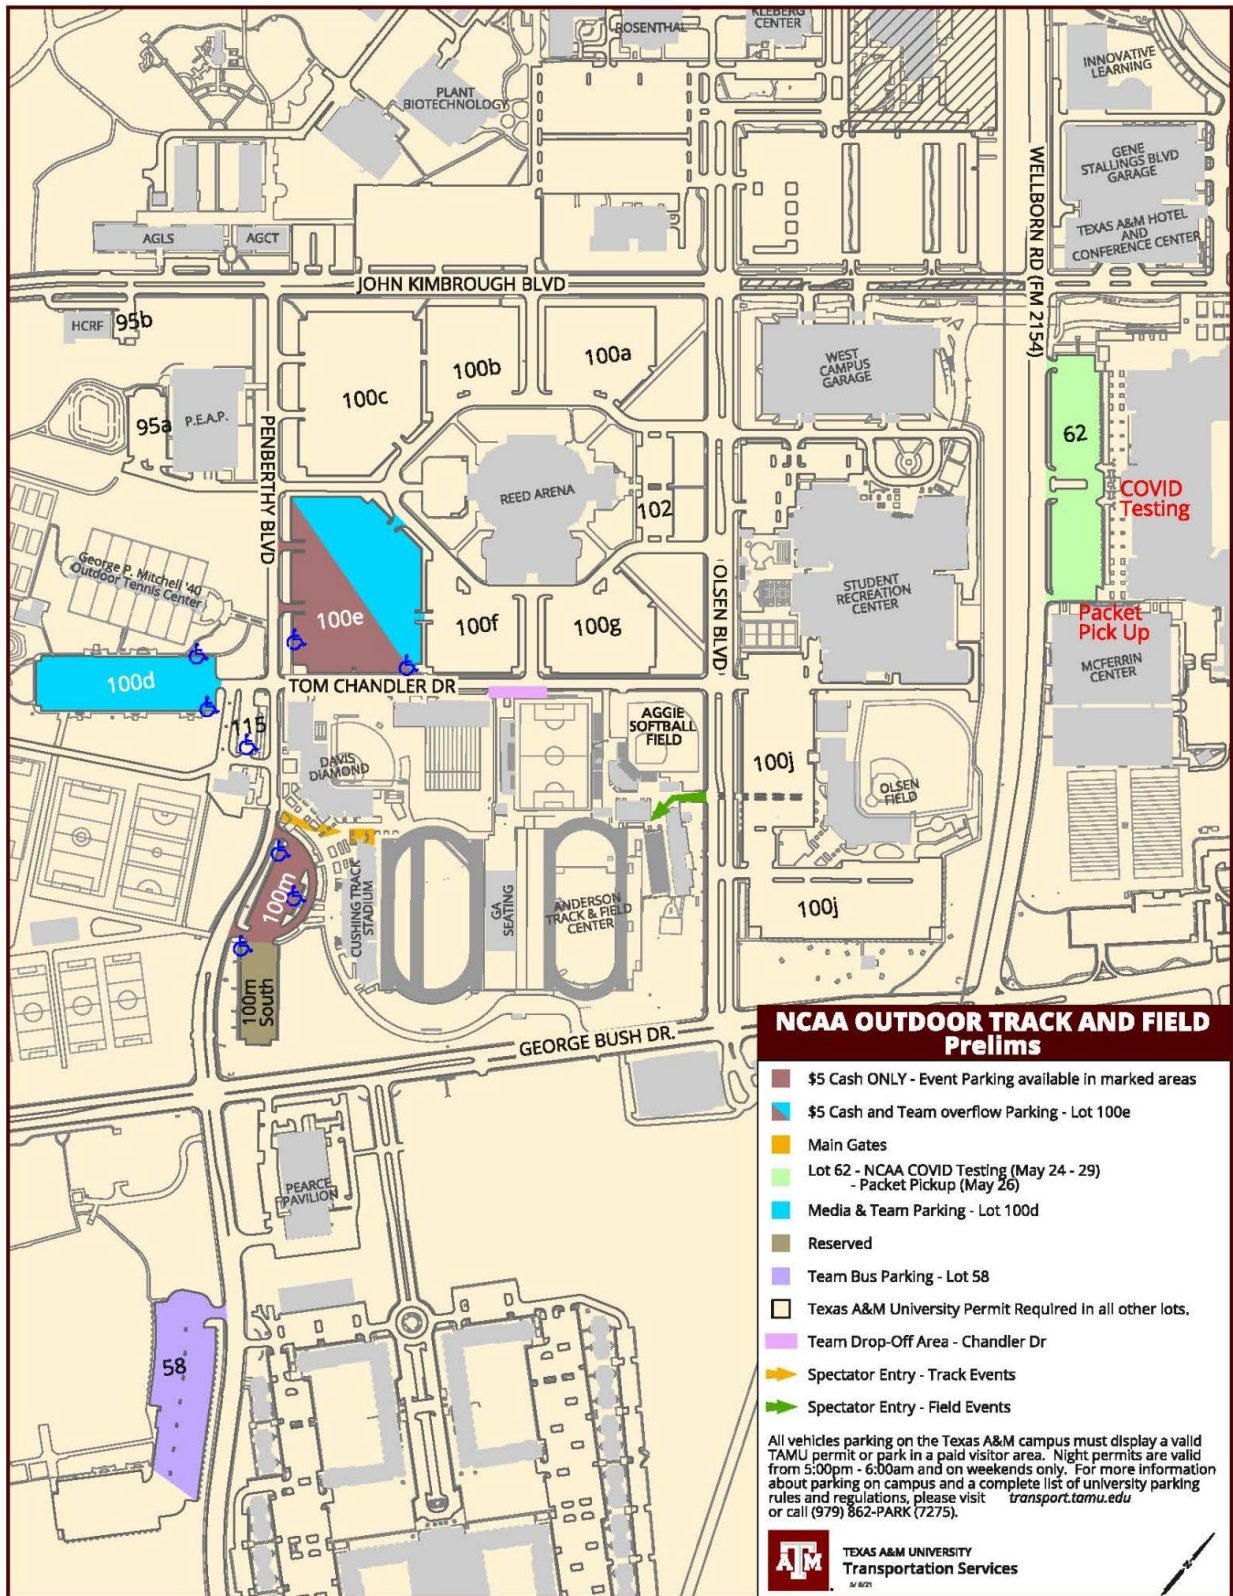 ROSENTHAL
KLEBERG
CENTER
INNOVATIVE
LEARNING
PLANT
BIOTECHNOLOGY
WELLBORN RD (FM 2154)
GENE
STALLINGS BLVD
GARAGE
TEXAS A&M HOTEL
AND
CONFERENCE CENTER
AGLS
AGCT
JOHN KIMBROUGH BLVD
HCRF
95b
100a
100b
100c
WEST
CAMPUS
GARAGE
95a
P.E.A.P.
PENBERTHY BLVD
62
REED ARENA
102
COVID
Testing
George P. Mitchell '40
Outdoor Tennis Center
OLSEN BLVD
STUDENT
RECREATION
CENTER
100e
100f
100g
Packet
Pick Up
MCFERRIN
CENTER
100d
TOM CHANDLER DR
115
AGGIE
SOFTBALL
FIELD
DAVIS
DIAMOND
100j
OLSEN
FIELD
100m
CUSHING TRACK
STADIUM
GA
SEATING
ANDERSON
TRACK & FIELD
CENTER
100j
100m
South
GEORGE BUSH DR.
PEARCE
PAVILION
58
NCAA OUTDOOR TRACK AND FIELD
Prelims
$5 Cash ONLY - Event Parking available in marked areas
$5 Cash and Team overflow Parking - Lot 100e
Main Gates
Lot 62 - NCAA COVID Testing (May 24 - 29)
- Packet Pickup (May 26)
Media & Team Parking - Lot 100d
Reserved
Team Bus Parking - Lot 58
Texas A&M University Permit Required in all other lots.
Team Drop-Off Area - Chandler Dr
Spectator Entry - Track Events
Spectator Entry - Field Events
All vehicles parking on the Texas A&M campus must display a valid
TAMU permit or park in a paid visitor area. Night permits are valid
from 5:00pm - 6:00am and on weekends only. For more information
about parking on campus and a complete list of university parking
rules and regulations, please visit transport.tamu.edu
or call (979) 862-PARK (7275).
ATM
TEXAS A&M UNIVERSITY
Transportation Services